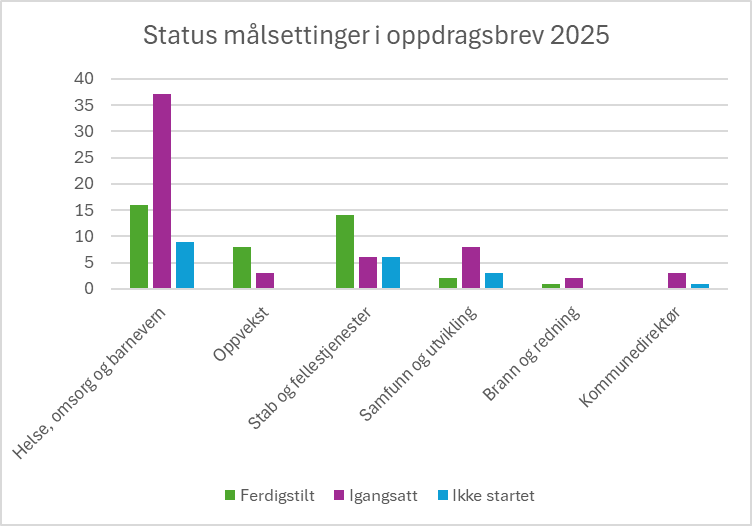 Status målsettinger i oppdragsbrev 2025
40
35
30
25
20
15
10
5
0
Helse, omsorg og barnevern
Oppvekst
Stab og fellestjenester
Samfunn og utvikling
Brann og redning
Kommunedirektør
Ferdigstilt
Igangsatt
Ikke startet